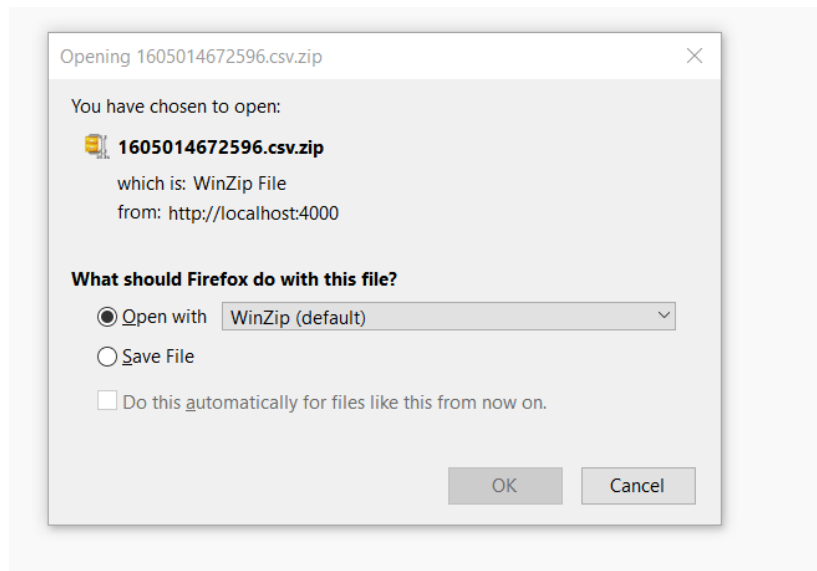 Opening 1605014672596.csv.zip
You have chosen to open:
1605014672596.csv.zip
which is: WinZip File
from: http://localhost:4000
What should Firefox do with this file?
Open with WinZip (default)
Save File
Do this automatically for files like this from now on.
OK Cancel